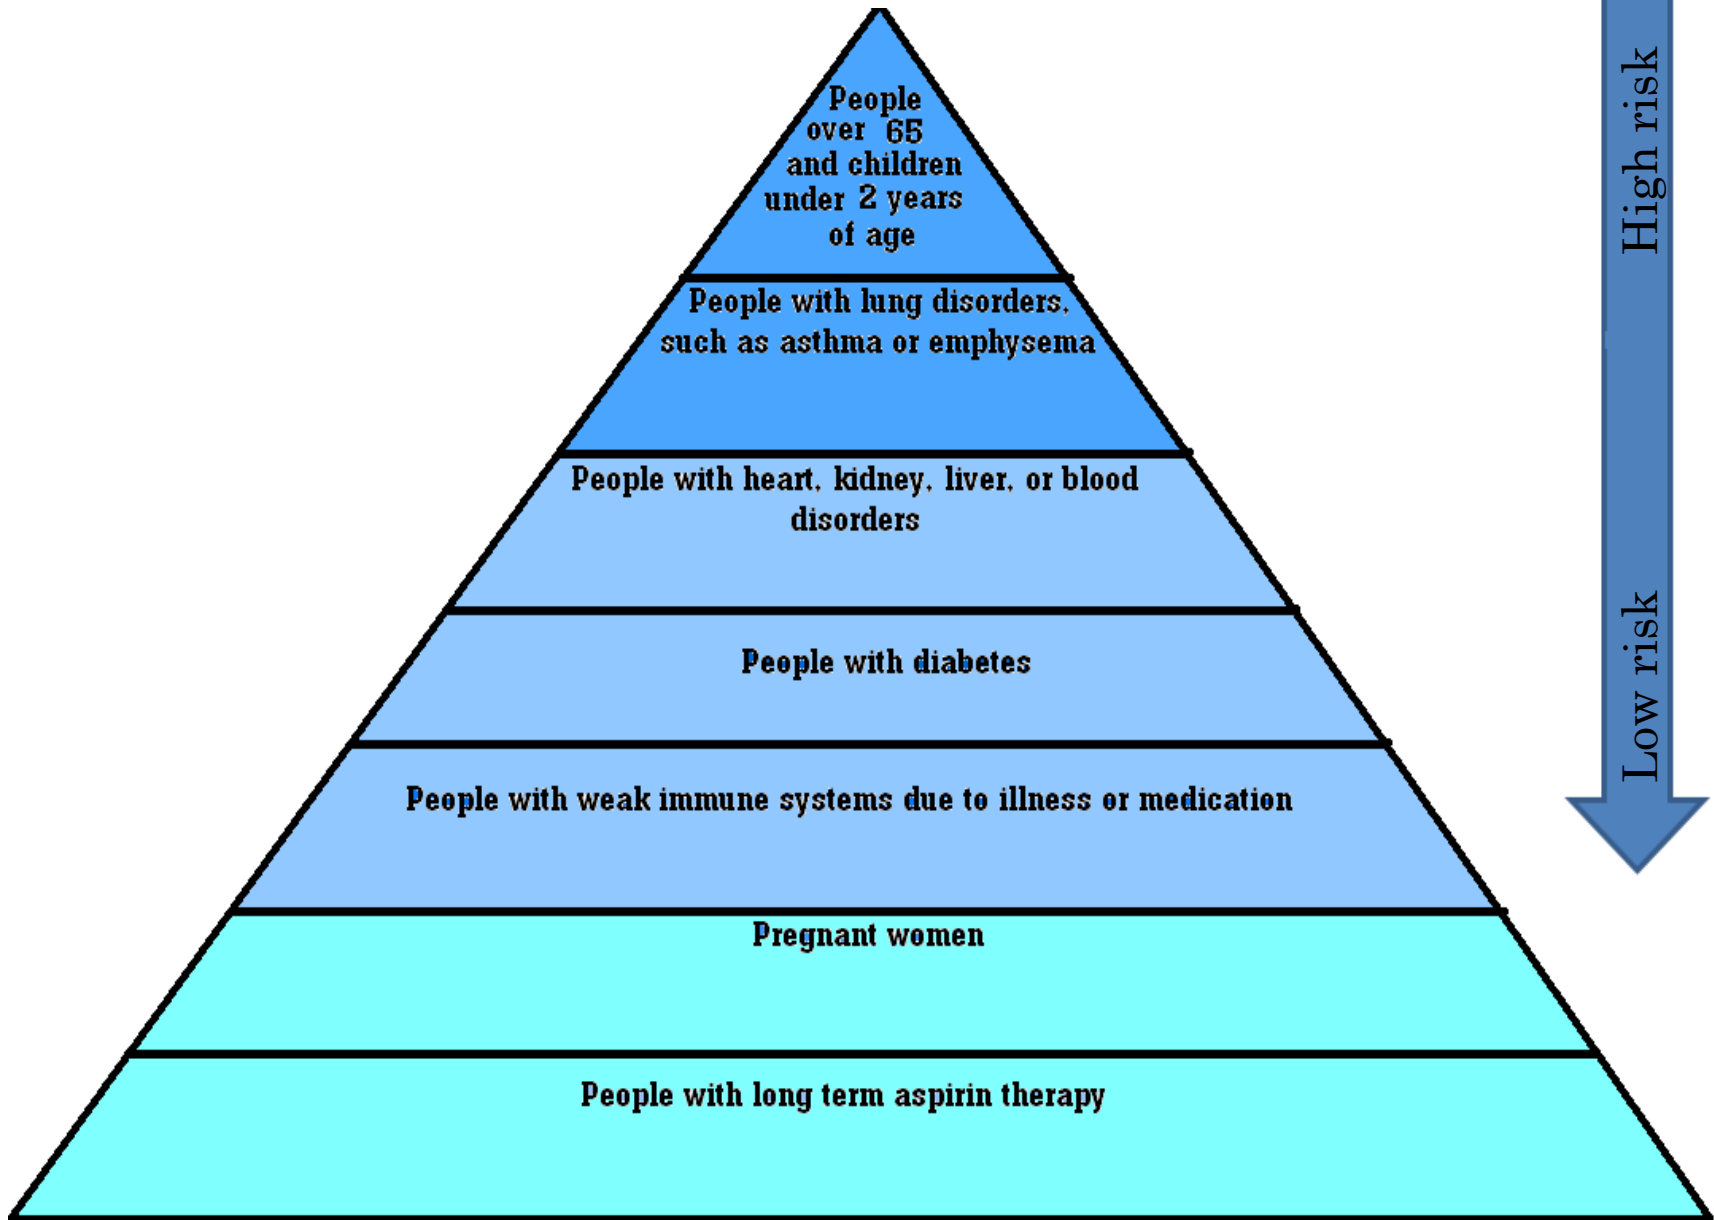 People
over 65
and children
under 2 years
of age
People with lung disorders,
such as asthma or emphysema
People with heart, kidney, liver, or blood
disorders
People with diabetes
People with weak immune systems due to illness or medication
Pregnant women
People with long term aspirin therapy
High risk
Low risk